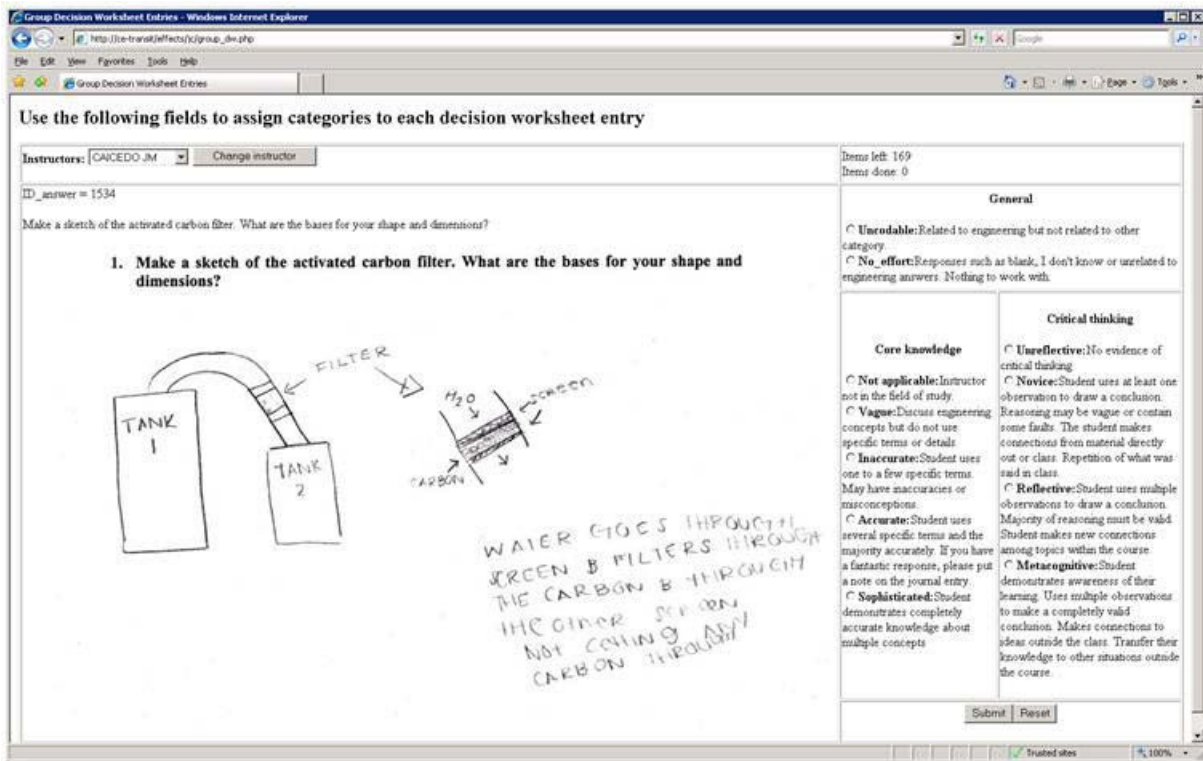 Group Decision Worksheet Entries - Windows Internet Explorer
http://ce-transit/effects/jc/group_dw.php
Google
File Edit View Favorites Tools Help
Group Decision Worksheet Entries
Page Tools
Use the following fields to assign categories to each decision worksheet entry
Instructors: CAICEDO JM Change instructor
Items left: 169
Items done: 0
ID_answer = 1534
Make a sketch of the activated carbon filter. What are the bases for your shape and dimensions?
1. Make a sketch of the activated carbon filter. What are the bases for your shape and
dimensions?
FILTER
TANK
1
TANK
2
H2O
SCREEN
CARBON
WATER GOES THROUGH
SCREEN & FILTERS THROUGH
THE CARBON & THROUGH
THE OTHER SCREEN
NOT ANY
CARBON THROUGH
General
Uncodable:Related to engineering but not related to other
category.
No_effort:Responses such as blank, I don't know or unrelated to
engineering answers. Nothing to work with.
Core knowledge
Not applicable:Instructor
not in the field of study.
Vague:Discuss engineering
concepts but do not use
specific terms or details
Inaccurate:Student uses
one to a few specific terms.
May have inaccuracies or
misconceptions.
Accurate:Student uses
several specific terms and the
majority accurately. If you have
a fantastic response, please put
a note on the journal entry.
Sophisticated:Student
demonstrates completely
accurate knowledge about
multiple concepts
Critical thinking
Unreflective:No evidence of
critical thinking
Novice:Student uses at least one
observation to draw a conclusion.
Reasoning may be vague or contain
some faults. The student makes
connections from material directly
out or class. Repetition of what was
said in class.
Reflective:Student uses multiple
observations to draw a conclusion.
Majority of reasoning must be valid.
Student makes new connections
among topics within the course
Metacognitive:Student
demonstrates awareness of their
learning. Uses multiple observations
to make a completely valid
conclusion. Makes connections to
ideas outside the class. Transfer their
knowledge to other situations outside
the course.
Submit Reset
Trusted sites 100%